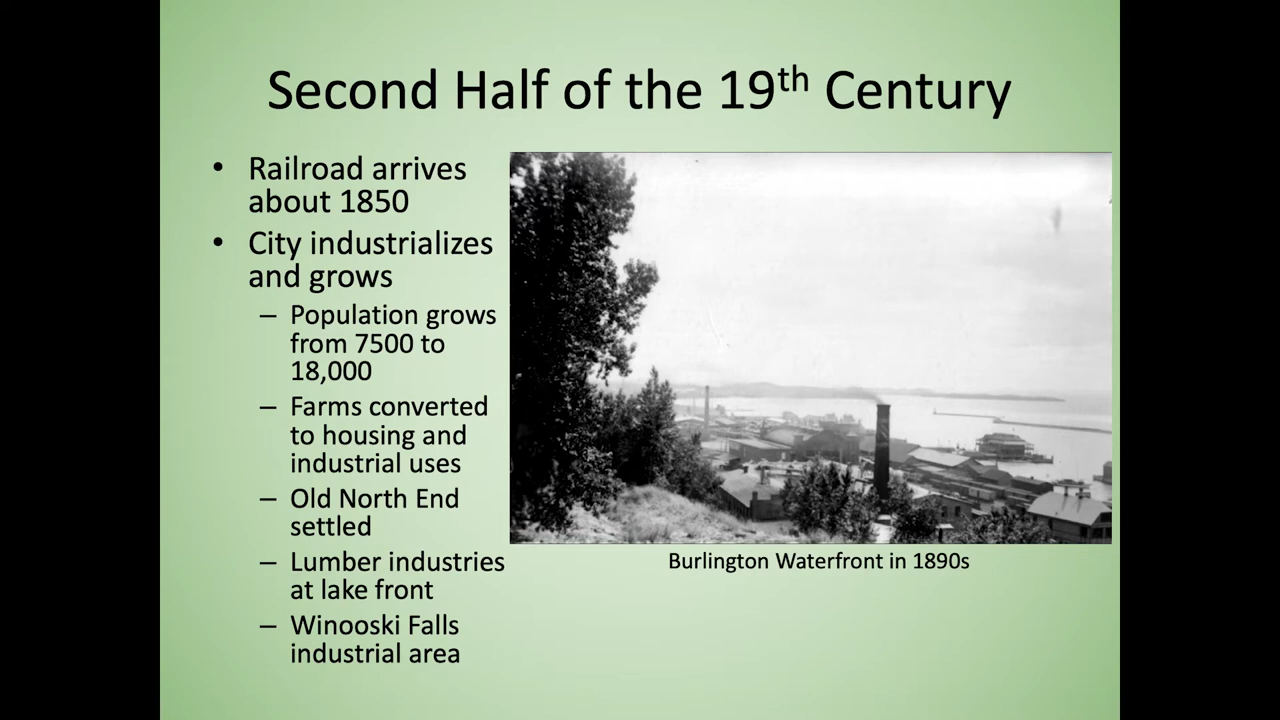 Second Half of the 19th Century
• Railroad arrives
about 1850
• City industrializes
and grows
– Population grows
from 7500 to
18,000
– Farms converted
to housing and
industrial uses
– Old North End
settled
– Lumber industries
at lake front
– Winooski Falls
industrial area
Burlington Waterfront in 1890s